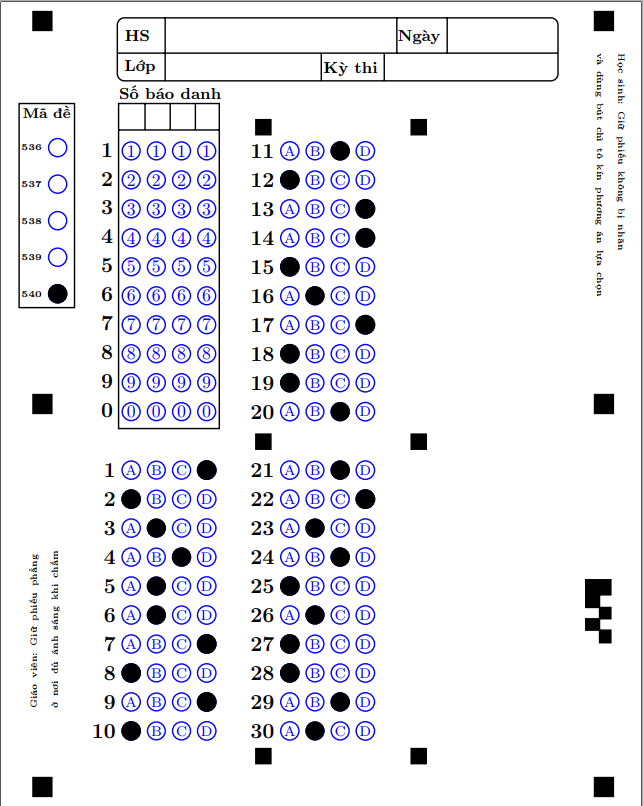 HS
Ngày
Lớp
Kỳ thi
Số báo danh
Mã đề
536
537
538
539
540
1 1 1 1 1
2 2 2 2 2
3 3 3 3 3
4 4 4 4 4
5 5 5 5 5
6 6 6 6 6
7 7 7 7 7
8 8 8 8 8
9 9 9 9 9
0 0 0 0 0
11 A B D
12 B C D
13 A B C
14 A B C
15 B C D
16 A C D
17 A B C
18 B C D
19 B C D
20 A B D
1 A B C
2 B C D
3 A C D
4 A B D
5 A C D
6 A C D
7 A B C
8 B C D
9 A B C
10 B C D
21 A B D
22 A B C
23 A C D
24 A B D
25 B C D
26 A C D
27 B C D
28 B C D
29 A B D
30 A C D
Học sinh: Giữ phiếu không bị nhăn
và dùng bút chì tô kín phương án lựa chọn
Giáo viên: Giữ phiếu phẳng
ở nơi đủ ánh sáng khi chấm